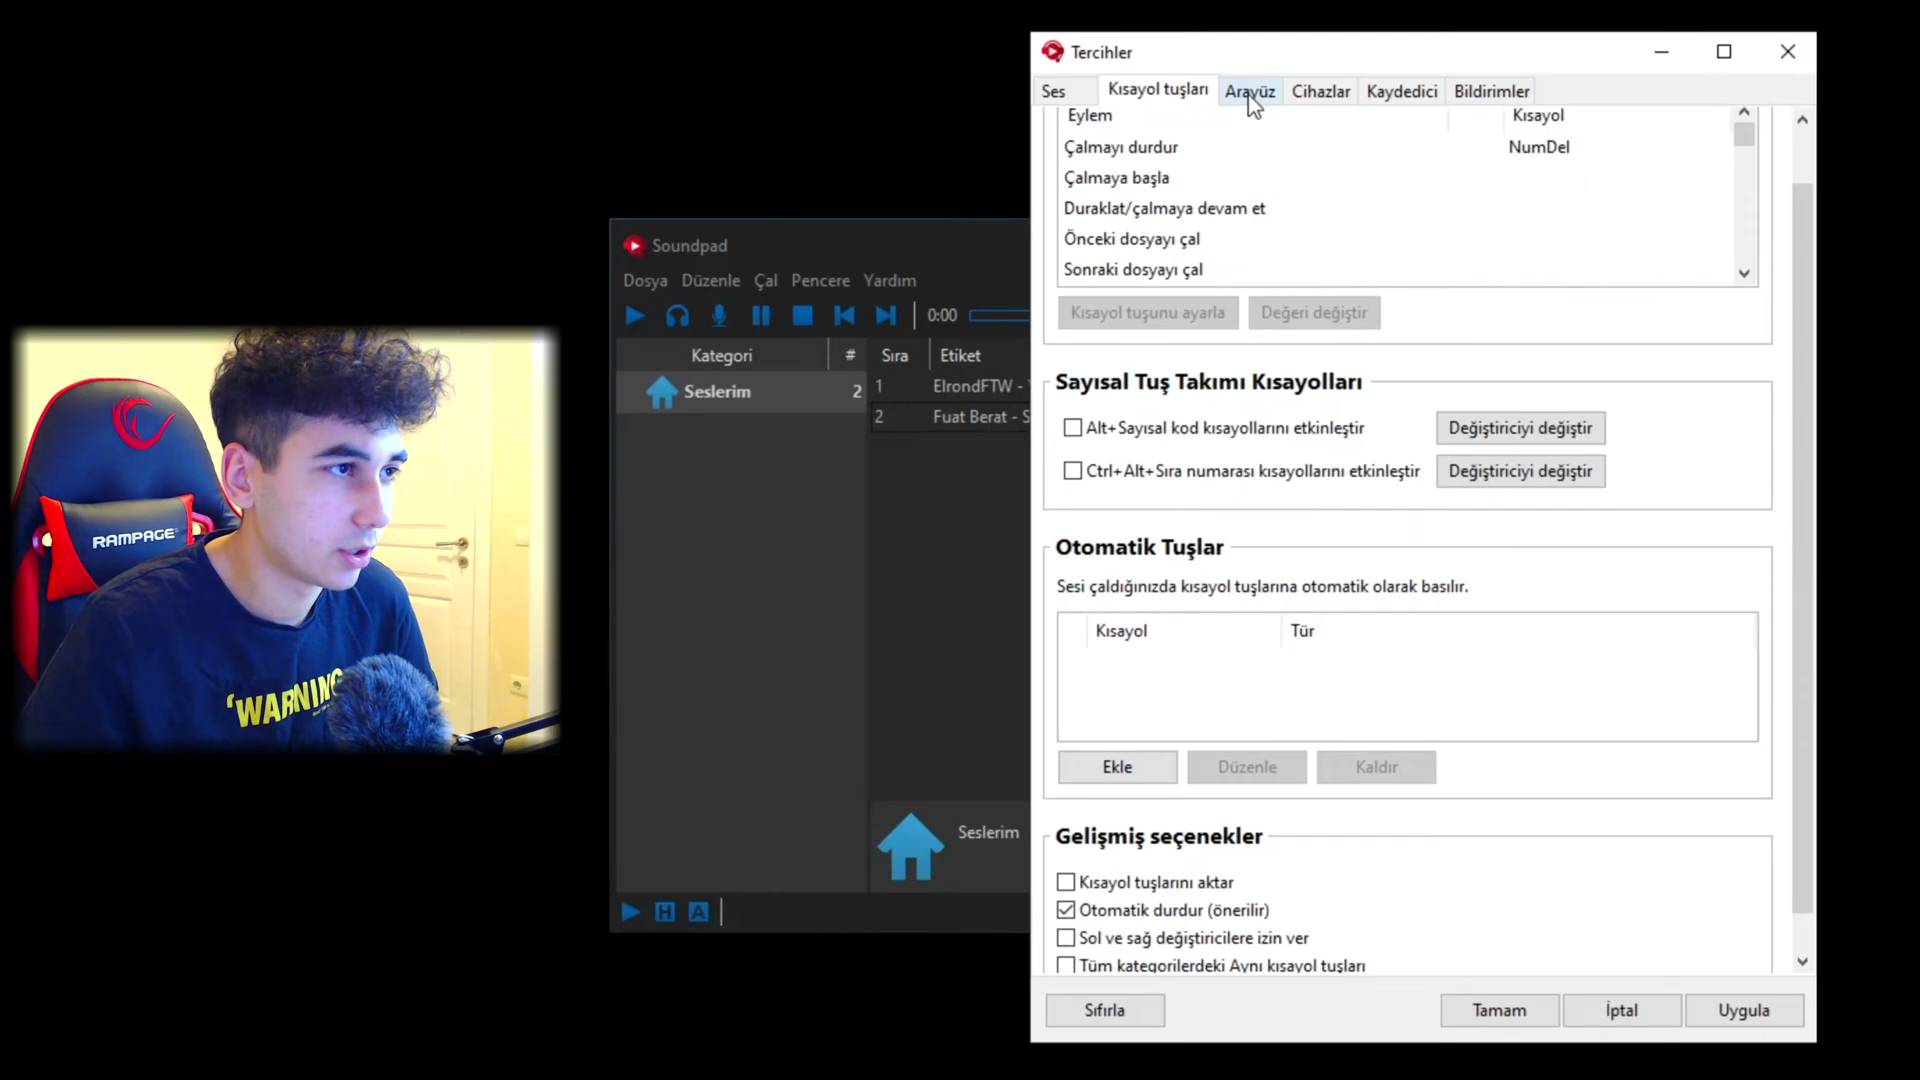 Tercihler
Ses
Kısayol tuşları
Arayüz
Cihazlar
Kaydedici
Bildirimler
Eylem
Kısayol
Çalmayı durdur
NumDel
Çalmaya başla
Duraklat/çalmaya devam et
Önceki dosyayı çal
Sonraki dosyayı çal
Kısayol tuşunu ayarla
Değeri değiştir
Sayısal Tuş Takımı Kısayolları
Alt+Sayısal kod kısayollarını etkinleştir
Değiştiriciyi değiştir
Ctrl+Alt+Sıra numarası kısayollarını etkinleştir
Değiştiriciyi değiştir
Otomatik Tuşlar
Sesi çaldığınızda kısayol tuşlarına otomatik olarak basılır.
Kısayol
Tür
Ekle
Düzenle
Kaldır
Gelişmiş seçenekler
Kısayol tuşlarını aktar
Otomatik durdur (önerilir)
Sol ve sağ değiştiricilere izin ver
Tüm kategorilerdeki Aynı kısayol tuşları
Sıfırla
Tamam
İptal
Uygula
Soundpad
Dosya
Düzenle
Çal
Pencere
Yardım
0:00
Kategori
#
Sıra
Etiket
Seslerim
2
1
ElrondFTW -
2
Fuat Berat - S
Seslerim
H
A
RAMPAGE
'WARNING